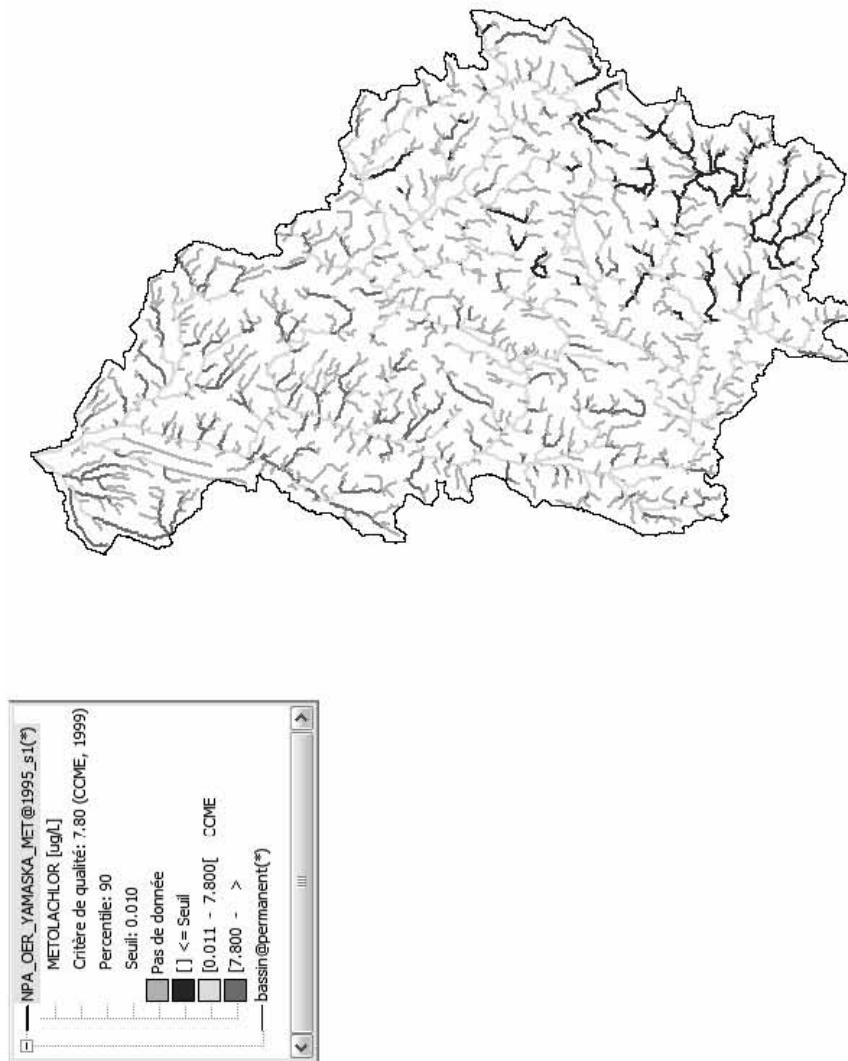 NPA_OER_YAMASKA_MET@1995_s1(*)
METOLACHLOR [ug/L]
Critère de qualité: 7.80 (CCME, 1999)
Percentile: 90
Seuil: 0.010
Pas de donnée
[] <= Seuil
[0.011 - 7.800[ CCME
[7.800 - >
bassin@permanent(*)